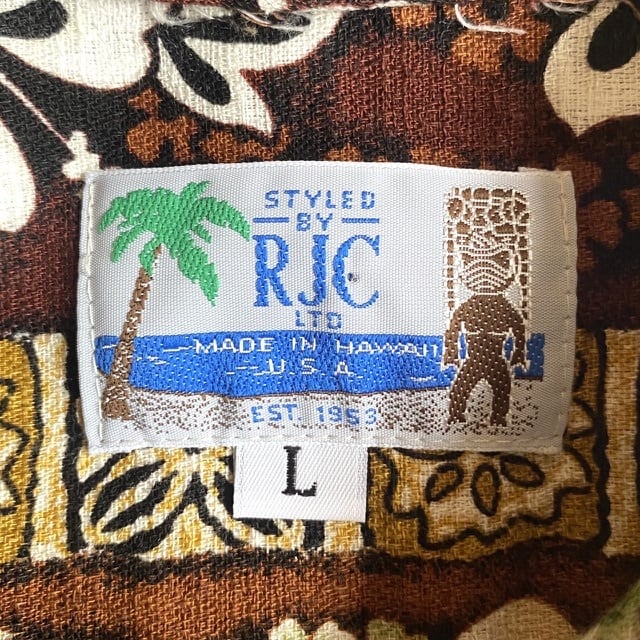 STYLED
BY
RJC
LTD
MADE IN HAWAII
U.S.A.
EST 1953
L